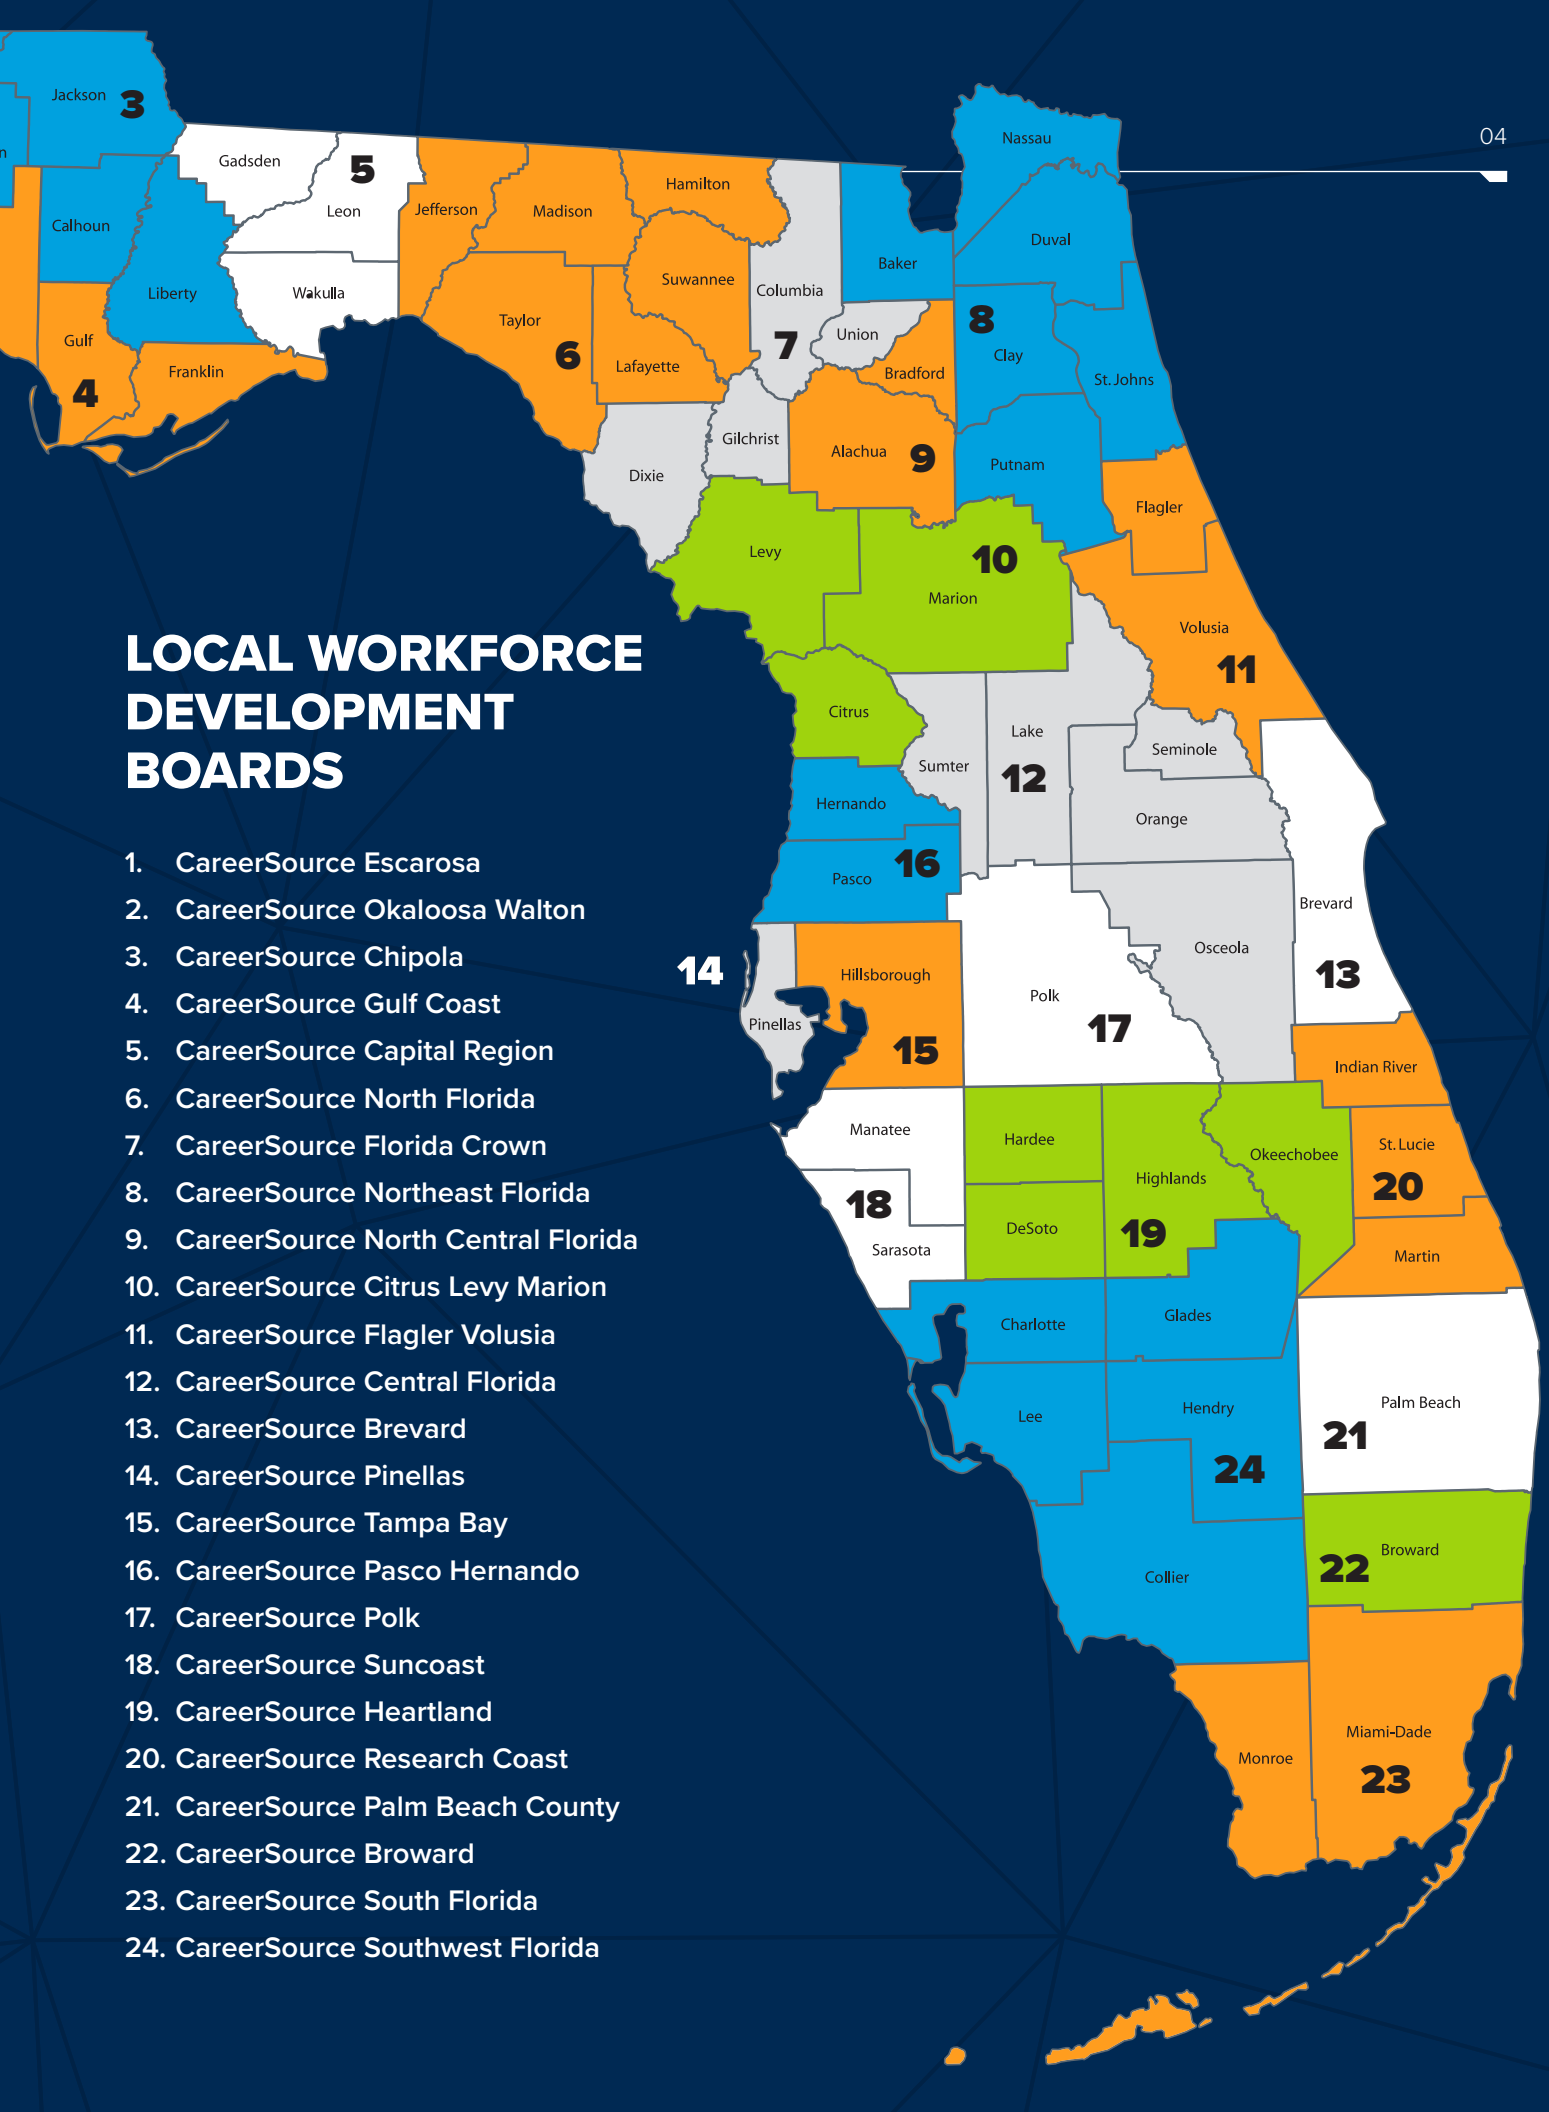 04
Jackson
3
n
Gadsden
5
Leon
Calhoun
Liberty
Wakulla
Gulf
4
Franklin
Jefferson
Madison
Hamilton
Suwannee
Taylor
6
Lafayette
Columbia
7
Union
Baker
Nassau
Duval
8
Clay
St. Johns
Bradford
Gilchrist
Dixie
Alachua
9
Putnam
Flagler
Levy
10
Marion
Volusia
11
Citrus
Sumter
Lake
12
Seminole
Orange
Hernando
Pasco
16
Brevard
13
Osceola
14
Pinellas
Hillsborough
15
Polk
17
Indian River
Manatee
18
Sarasota
Hardee
DeSoto
Highlands
19
Okeechobee
St. Lucie
20
Martin
Charlotte
Glades
Lee
Hendry
24
Collier
Palm Beach
21
22
Broward
Monroe
Miami-Dade
23
LOCAL WORKFORCE
DEVELOPMENT
BOARDS
1. CareerSource Escarosa
2. CareerSource Okaloosa Walton
3. CareerSource Chipola
4. CareerSource Gulf Coast
5. CareerSource Capital Region
6. CareerSource North Florida
7. CareerSource Florida Crown
8. CareerSource Northeast Florida
9. CareerSource North Central Florida
10. CareerSource Citrus Levy Marion
11. CareerSource Flagler Volusia
12. CareerSource Central Florida
13. CareerSource Brevard
14. CareerSource Pinellas
15. CareerSource Tampa Bay
16. CareerSource Pasco Hernando
17. CareerSource Polk
18. CareerSource Suncoast
19. CareerSource Heartland
20. CareerSource Research Coast
21. CareerSource Palm Beach County
22. CareerSource Broward
23. CareerSource South Florida
24. CareerSource Southwest Florida